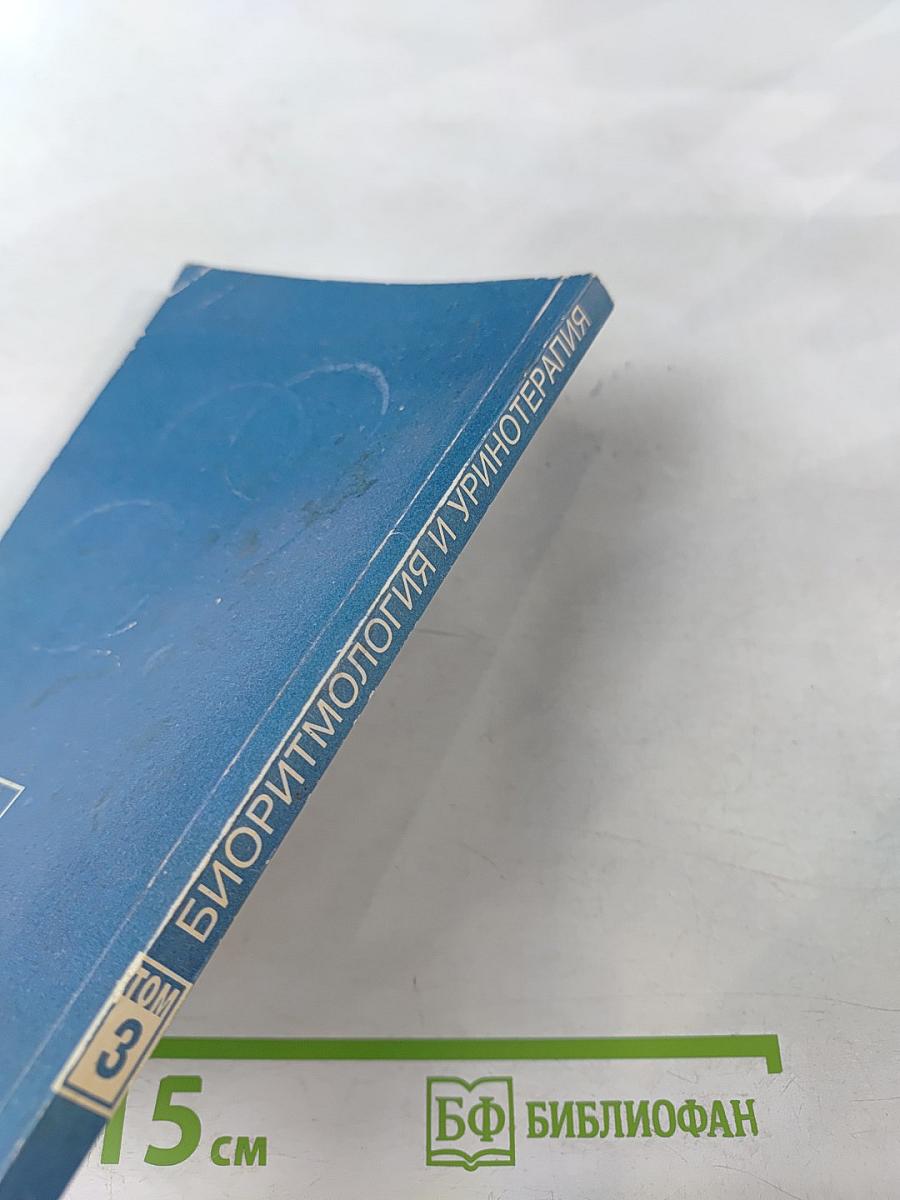 ТОМ
3
БИОРИТМОЛОГИЯ И УРИНОТЕРАПИЯ
15 см
БФ БИБЛИОФАН